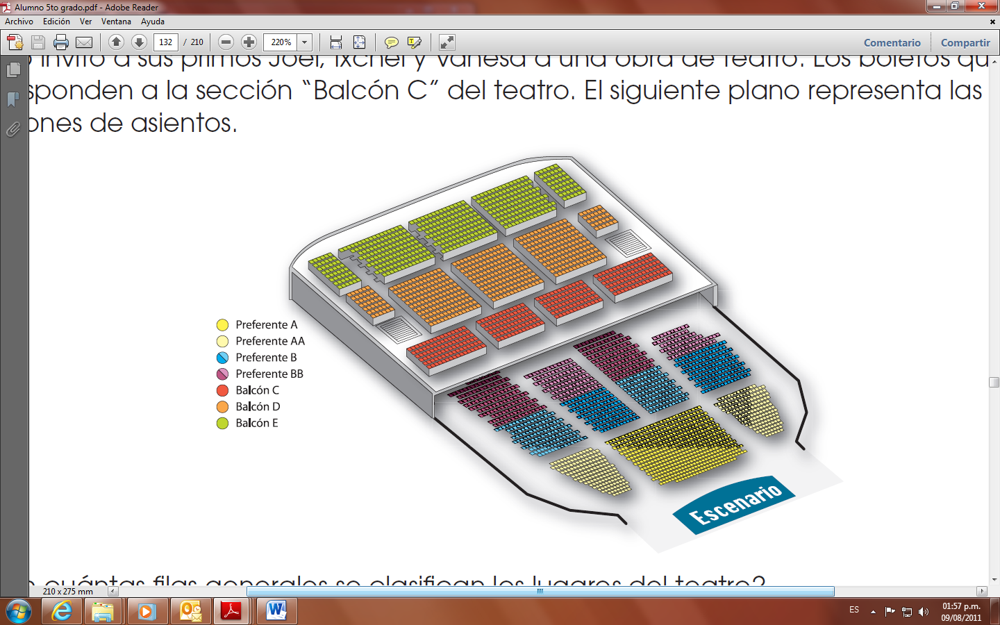 Alumno 5to grado.pdf - Adobe Reader
Archivo Edición Ver Ventana Ayuda
132 / 210 220% Comentario Compartir
o invitó a sus primos Joel, Ixchel y Vanesa a una obra de teatro. Los boletos qu
sponden a la sección “Balcón C” del teatro. El siguiente plano representa las
ones de asientos.
Preferente A
Preferente AA
Preferente B
Preferente BB
Balcón C
Balcón D
Balcón E
Escenario
n cuántas filas generales se clasifican los lugares del teatro?
210 x 275 mm
ES 01:57 p.m.
09/08/2011